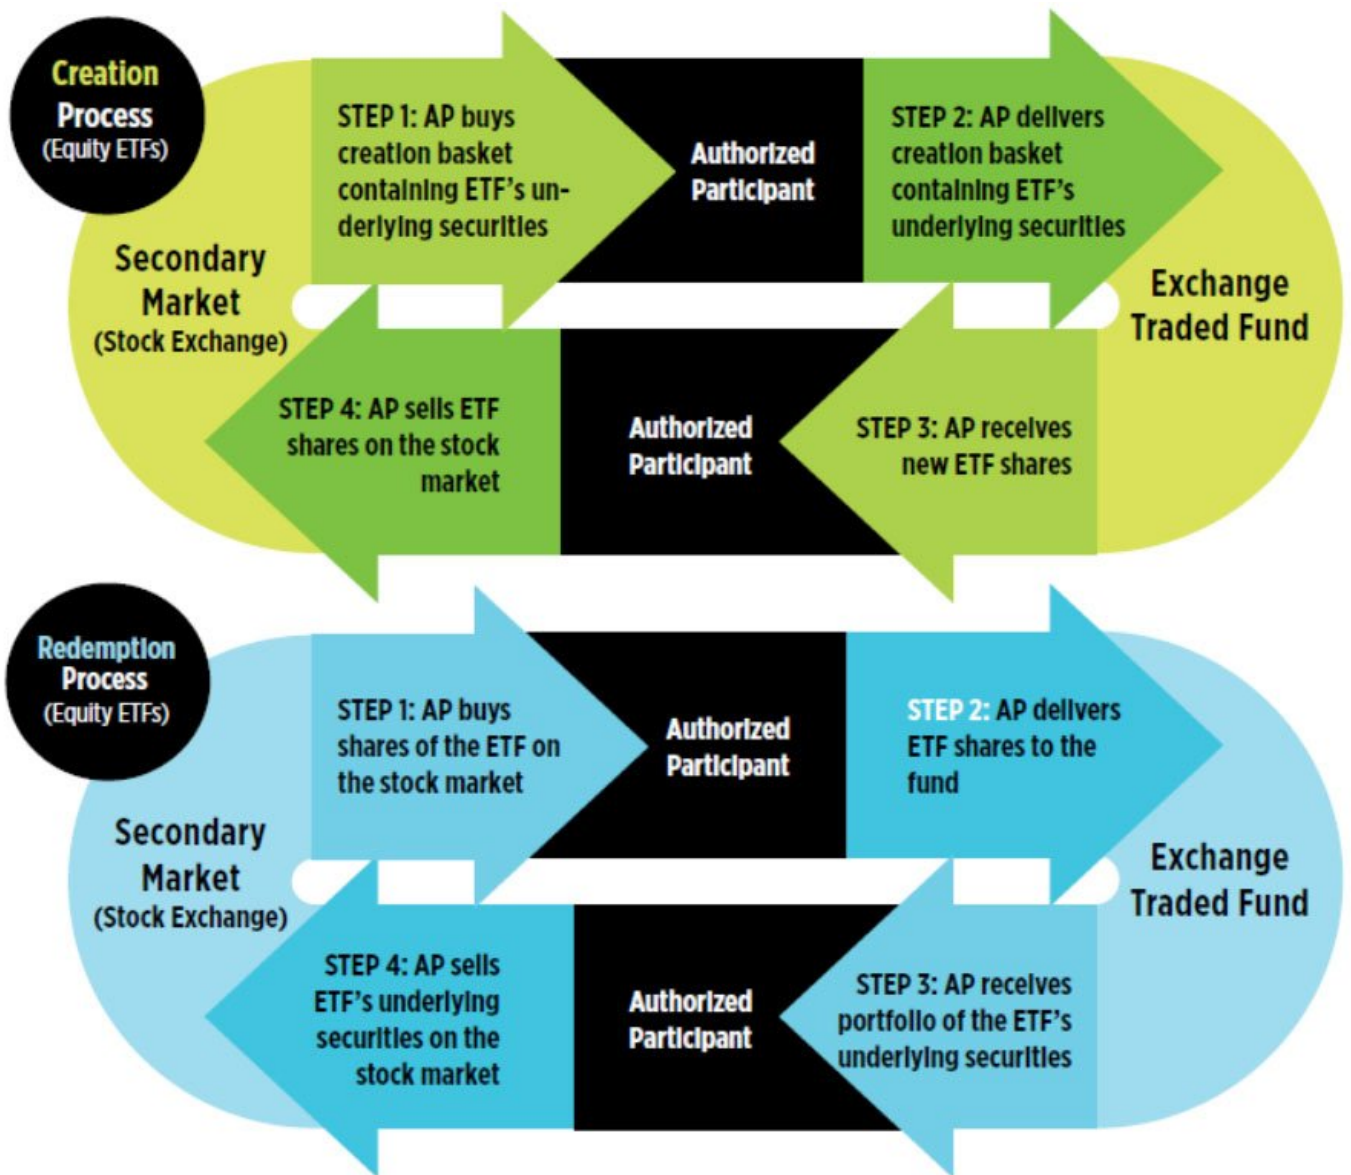 Creation
Process
(Equity ETFs)
STEP 1: AP buys
creation basket
containing ETF's un-
derlying securities
Authorized
Participant
STEP 2: AP delivers
creation basket
containing ETF's
underlying securities
Secondary
Market
(Stock Exchange)
Exchange
Traded Fund
STEP 4: AP sells ETF
shares on the stock
market
Authorized
Participant
STEP 3: AP receives
new ETF shares
Redemption
Process
(Equity ETFs)
STEP 1: AP buys
shares of the ETF on
the stock market
Authorized
Participant
STEP 2: AP delivers
ETF shares to the
fund
Secondary
Market
(Stock Exchange)
Exchange
Traded Fund
STEP 4: AP sells
ETF's underlying
securities on the
stock market
Authorized
Participant
STEP 3: AP receives
portfolio of the ETF's
underlying securities